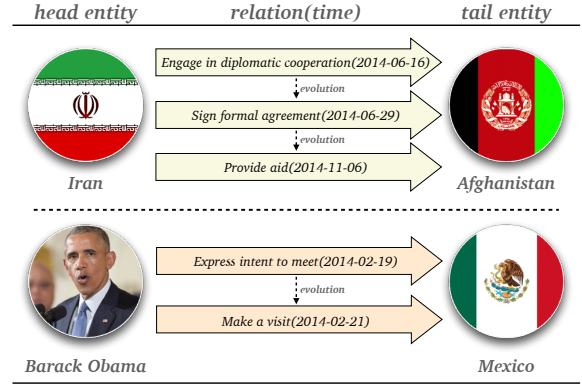 head entity relation(time) tail entity
Engage in diplomatic cooperation(2014-06-16)
evolution
Sign formal agreement(2014-06-29)
evolution
Provide aid(2014-11-06)
Iran Afghanistan
Express intent to meet(2014-02-19)
evolution
Make a visit(2014-02-21)
Barack Obama Mexico